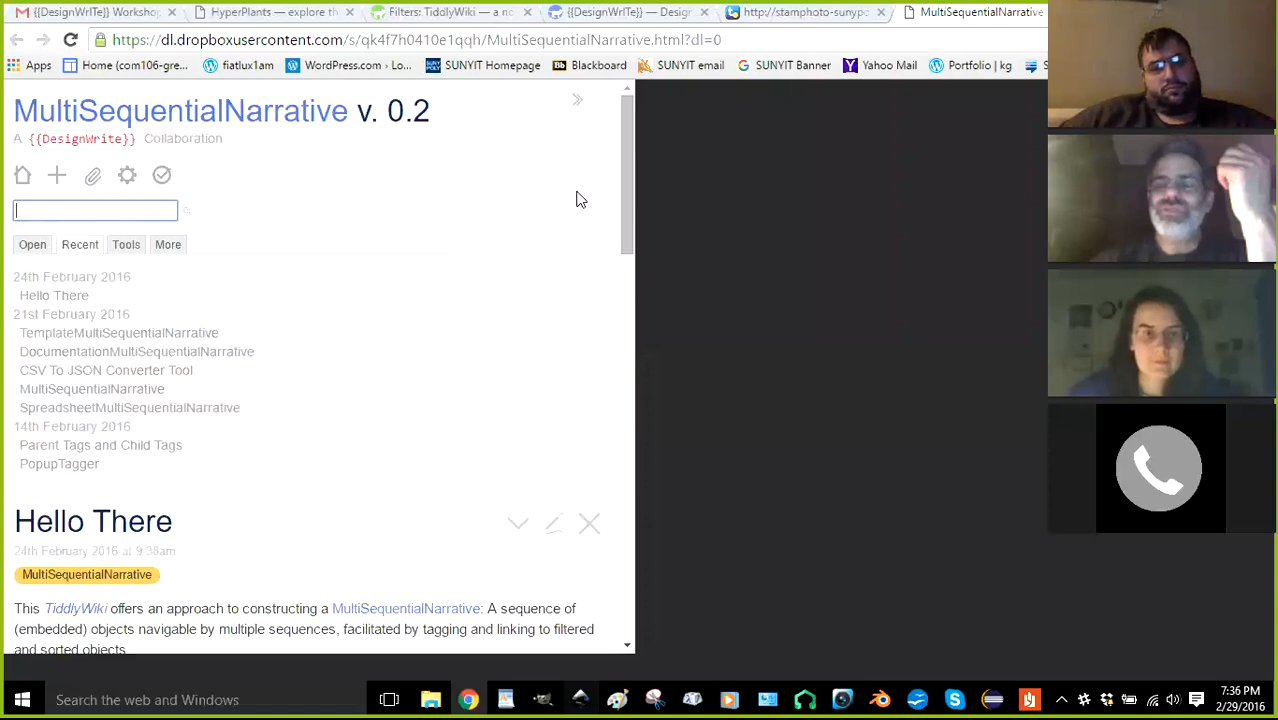 {{DesignWrITe}} Worksho
HyperPlants — explore th
Filters: TiddlyWiki — a no
{{DesignWrITe}} — Design
http://stamphoto-sunypo
MultiSequentialNarrative
https://dl.dropboxusercontent.com/s/qk4f7h0410e1qqh/MultiSequentialNarrative.html?dl=0
Apps
Home (com106-gre...
fiatlux1am
WordPress.com › Lo...
SUNYIT Homepage
Bb Blackboard
SUNYIT email
SUNYIT Banner
Yahoo Mail
Portfolio | kg
MultiSequentialNarrative v. 0.2
A {{DesignWrite}} Collaboration
Open Recent Tools More
24th February 2016
Hello There
21st February 2016
TemplateMultiSequentialNarrative
DocumentationMultiSequentialNarrative
CSV To JSON Converter Tool
MultiSequentialNarrative
SpreadsheetMultiSequentialNarrative
14th February 2016
Parent Tags and Child Tags
PopupTagger
Hello There
24th February 2016 at 9:38am
MultiSequentialNarrative
This TiddlyWiki offers an approach to constructing a MultiSequentialNarrative: A sequence of
(embedded) objects navigable by multiple sequences, facilitated by tagging and linking to filtered
and sorted objects
Search the web and Windows
7:36 PM
2/29/2016